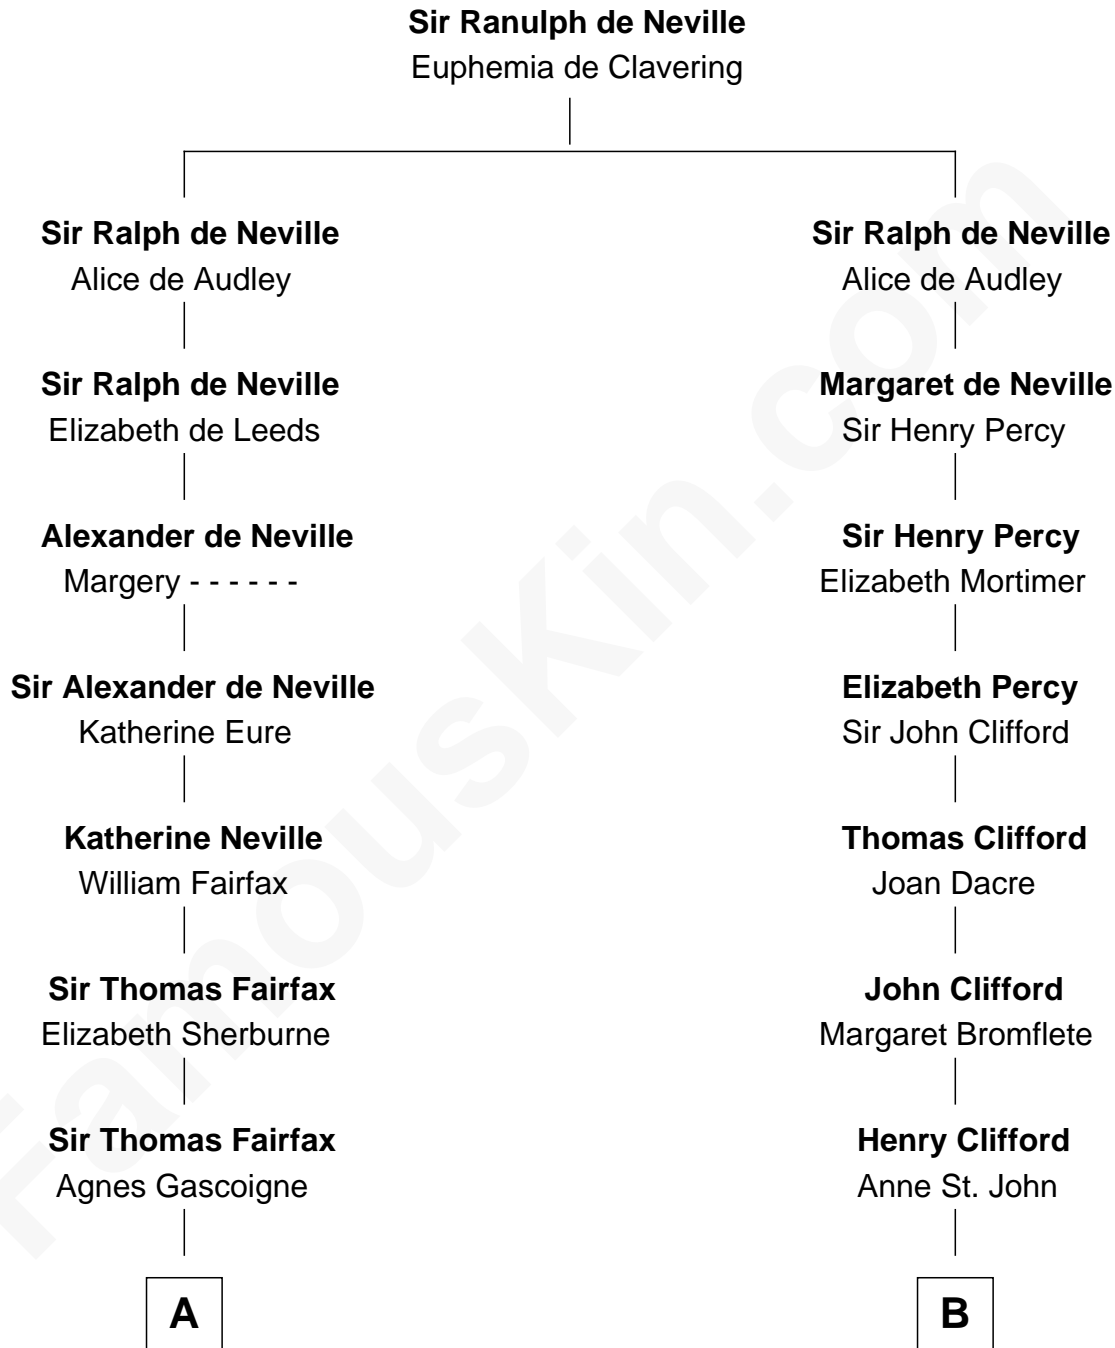 Sir Ranulph de Neville
Euphemia de Clavering
Sir Ralph de Neville
Alice de Audley
Sir Ralph de Neville
Alice de Audley
Sir Ralph de Neville
Elizabeth de Leeds
Margaret de Neville
Sir Henry Percy
Alexander de Neville
Margery - - - - - -
Sir Henry Percy
Elizabeth Mortimer
Sir Alexander de Neville
Katherine Eure
Elizabeth Percy
Sir John Clifford
Katherine Neville
William Fairfax
Thomas Clifford
Joan Dacre
Sir Thomas Fairfax
Elizabeth Sherburne
John Clifford
Margaret Bromflete
Sir Thomas Fairfax
Agnes Gascoigne
Henry Clifford
Anne St. John
A
B
FamousKin.com